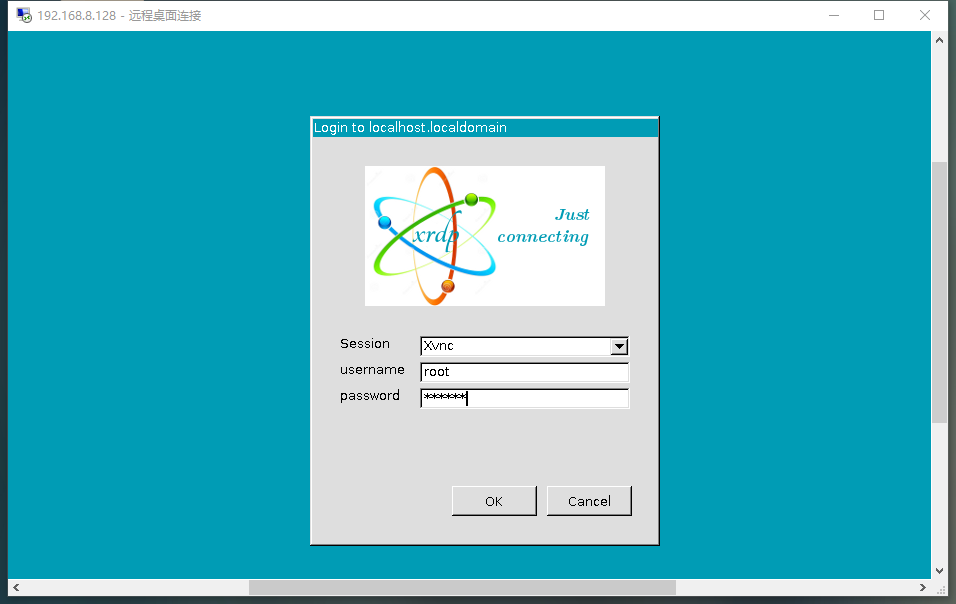 192.168.8.128 - 远程桌面连接
Login to localhost.localdomain
xrdp
Just
connecting
Session
Xvnc
username
root
password
******
OK
Cancel